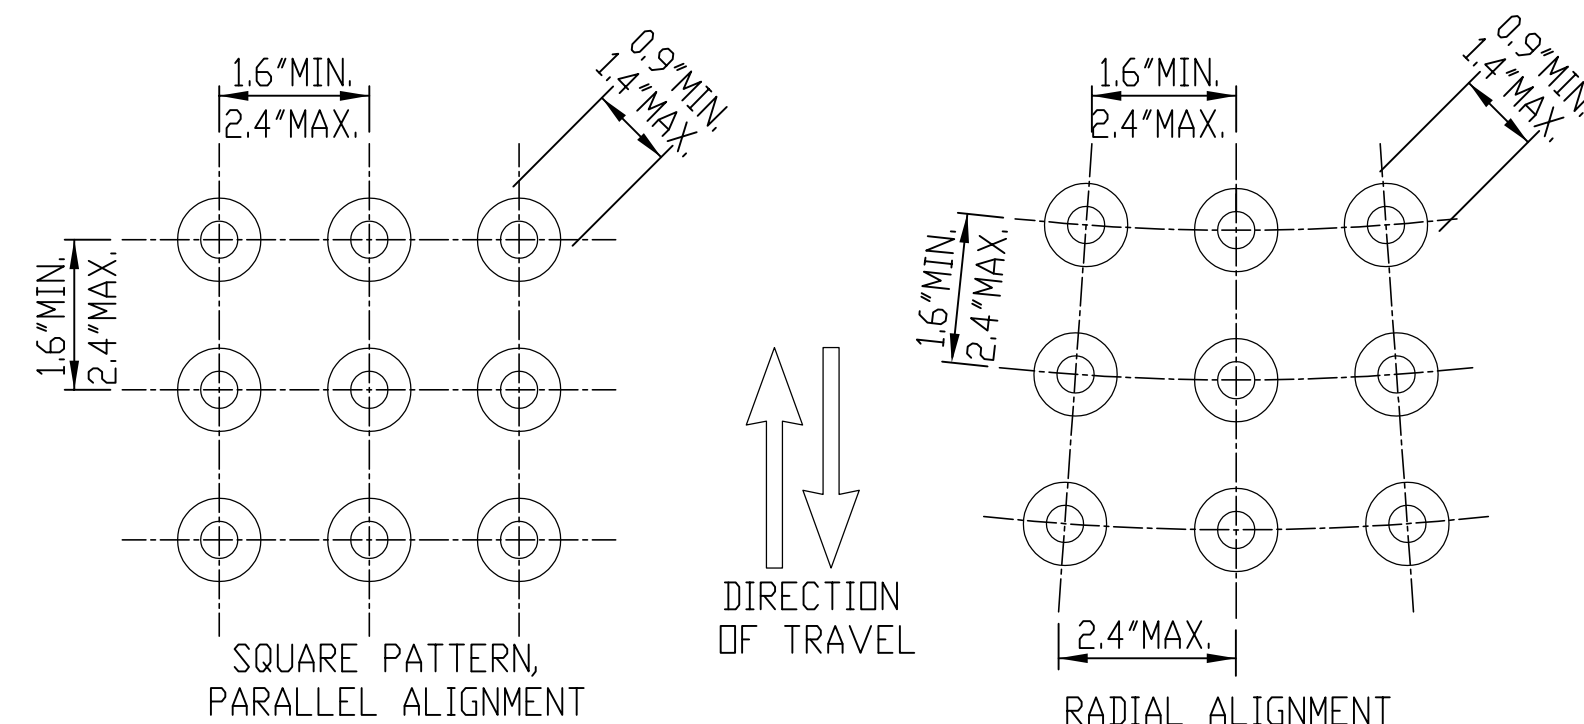 1.6"MIN.
2.4"MAX.
0.9"MIN.
1.4"MAX.
1.6"MIN.
2.4"MAX.
SQUARE PATTERN,
PARALLEL ALIGNMENT
DIRECTION
OF TRAVEL
1.6"MIN.
2.4"MAX.
0.9"MIN.
1.4"MAX.
1.6"MIN.
2.4"MAX.
2.4"MAX.
RADIAL ALIGNMENT